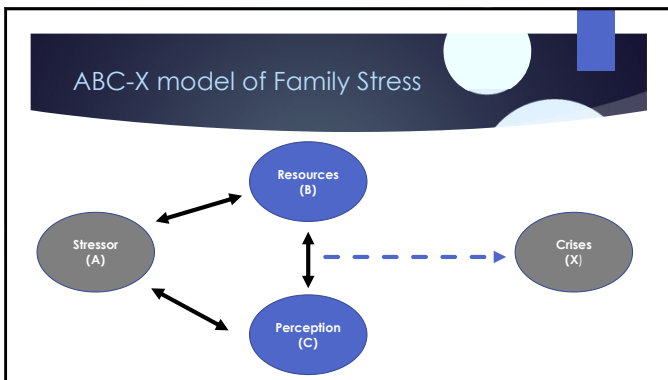 ABC-X model of Family Stress
Resources
(B)
Stressor
(A)
Crises
(X)
Perception
(C)